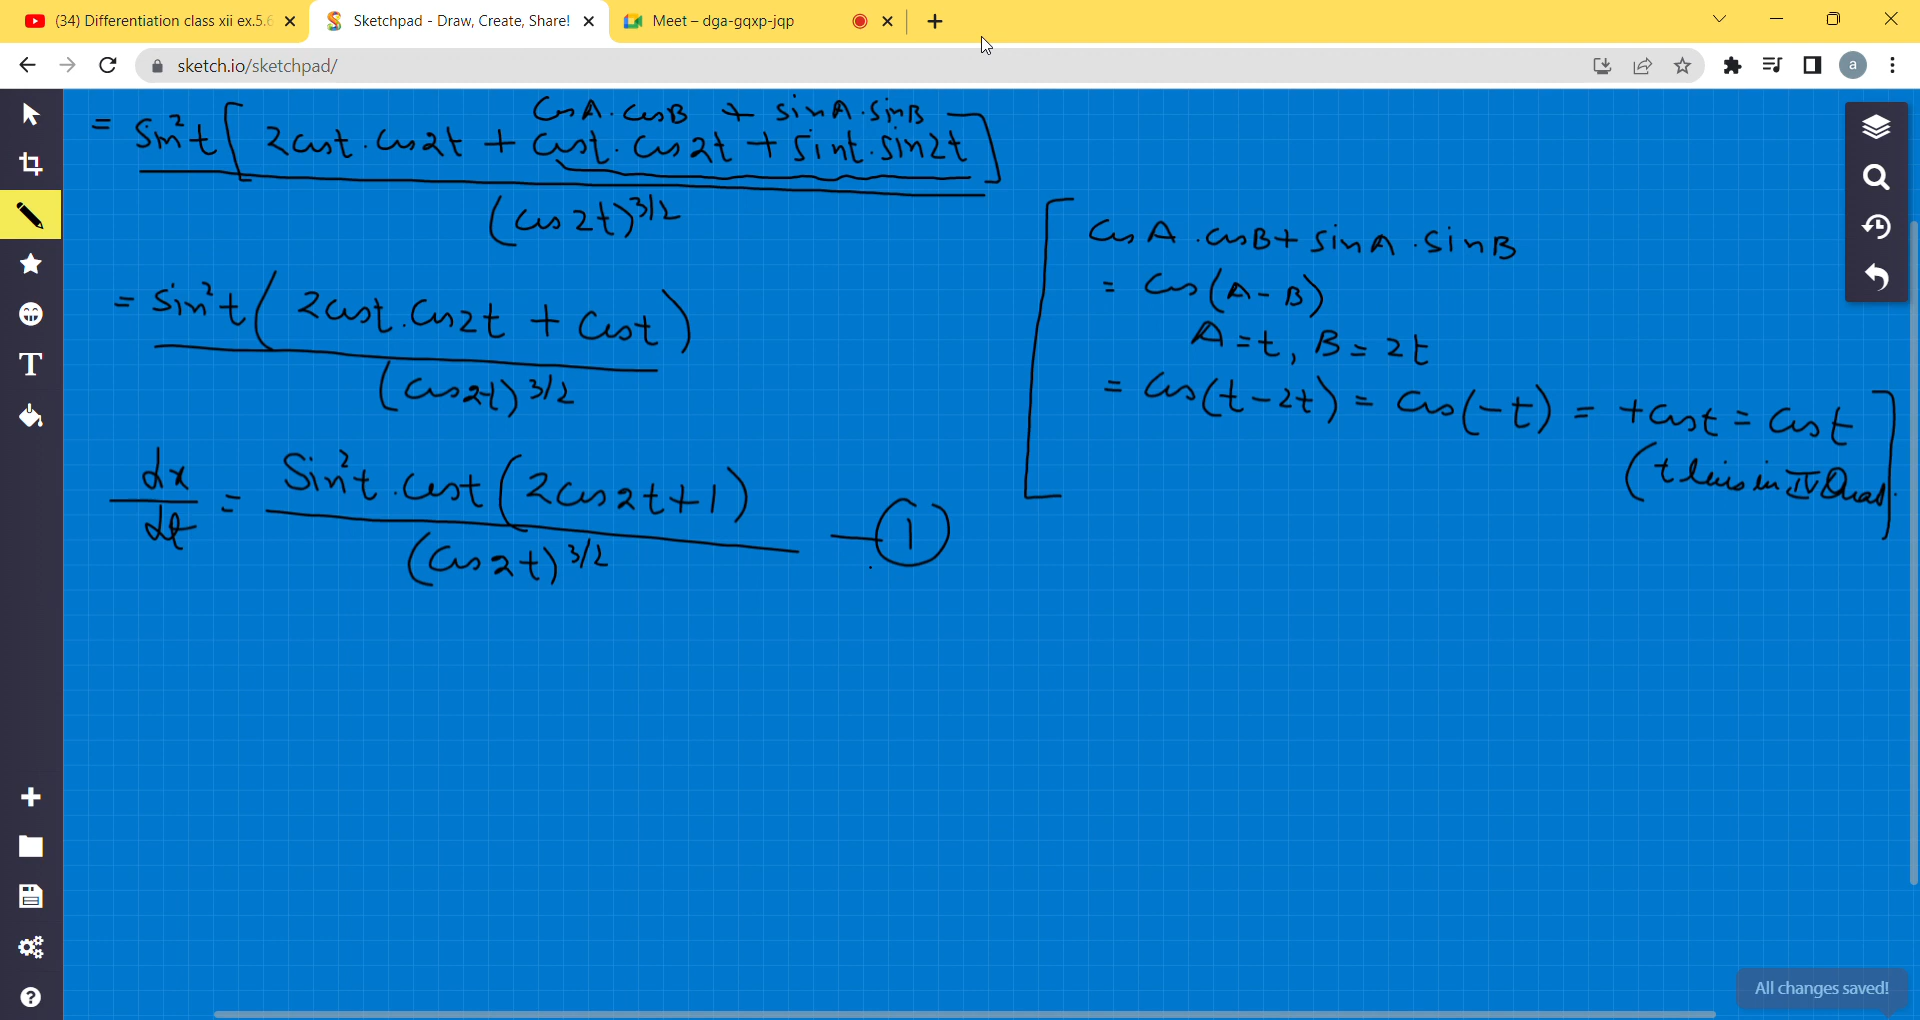 (34) Differentiation class xii ex.5.6
Sketchpad - Draw, Create, Share!
Meet – dga-gqxp-jqp
sketch.io/sketchpad/
a
cosA.cosB + sinA.sinB
= sin²t[2cost.cos2t + cost.cos2t + sint.sin2t]
(cos2t)^3/2
= sin²t(2cost.cos2t + cost)
(cos2t)^3/2
dx/dt = Sin²t.cost(2cos2t+1) — ①
(cos2t)^3/2
[cosA.cosB+sinA.sinB
= cos(A-B)
A=t, B=2t
= cos(t-2t) = cos(-t) = +cost = cost
(t lies in IV Quad.]
T
?
All changes saved!